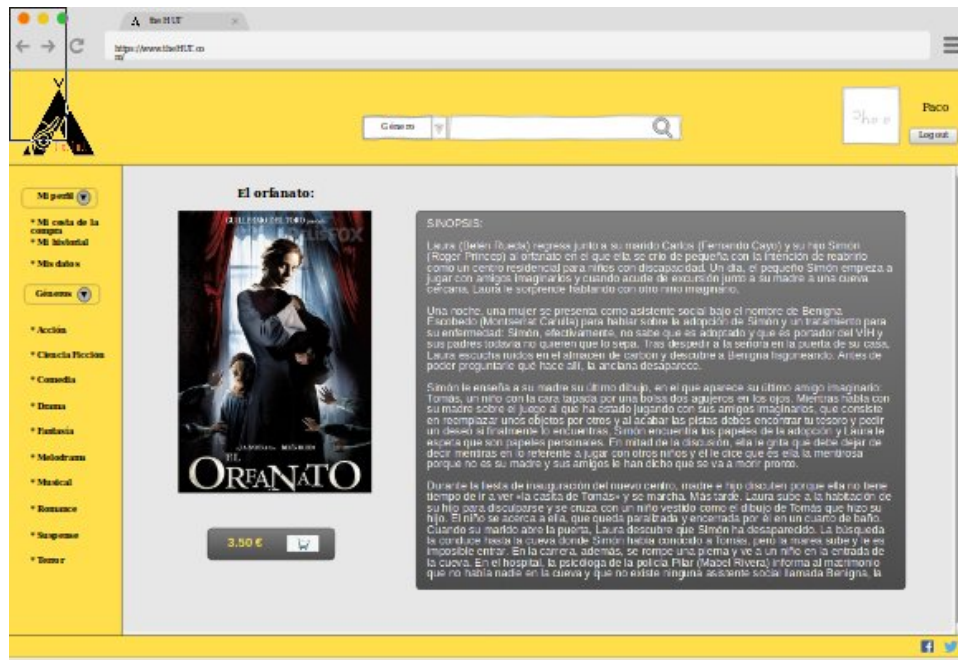 the HUT
https://www.theHUT.co
m/
Género
Paco
Log out
Mi perfil
* Mi cesta de la
compra
* Mi historial
* Mis datos
Géneros
* Acción
* Ciencia Ficcion
* Comedia
* Drama
* Fantasía
* Melodrama
* Musical
* Romance
* Suspense
* Terror
El orfanato:
GUILLERMO DEL TORO
EL
ORFANATO
3.50 €
SINOPSIS:
Laura (Belén Rueda) regresa junto a su marido Carlos (Fernando Cayo) y su hijo Simón
(Roger Príncep) al orfanato en el que ella se crio de pequeña con la intención de reabrirlo
como un centro residencial para niños con discapacidad. Un día, el pequeño Simón empieza a
jugar con amigos imaginarios y cuando acude de excursión junto a su madre a una cueva
cercana, Laura le sorprende hablando con otro niño imaginario.
Una noche, una mujer se presenta como asistente social bajo el nombre de Benigna
Escobedo (Montserrat Carulla) para hablar sobre la adopción de Simón y un tratamiento para
su enfermedad: Simón, efectivamente, no sabe que es adoptado y que es portador del VIH y
sus padres todavía no quieren que lo sepa. Tras despedir a la señora en la puerta de su casa,
Laura escucha ruidos en el almacén de carbón y descubre a Benigna fisgoneando. Antes de
poder preguntarle qué hace allí, la anciana desaparece.
Simón le enseña a su madre su último dibujo, en el que aparece su último amigo imaginario:
Tomás, un niño con la cara tapada por una bolsa dos agujeros en los ojos. Mientras habla con
su madre sobre el juego al que ha estado jugando con sus amigos imaginarios, que consiste
en reemplazar unos objetos por otros y al acabar las pistas debes encontrar tu tesoro y pedir
un deseo si finalmente lo encuentras, Simón encuentra los papeles de la adopción y Laura le
espeta que son papeles personales. En mitad de la discusión, ella le grita que debe dejar de
decir mentiras en lo referente a jugar con otros niños y él le dice que es ella la mentirosa
porque no es su madre y sus amigos le han dicho que se va a morir pronto.
Durante la fiesta de inauguración del nuevo centro, madre e hijo discuten porque ella no tiene
tiempo de ir a ver «la casita de Tomás» y se marcha. Más tarde, Laura sube a la habitación de
su hijo para disculparse y se cruza con un niño vestido como el dibujo de Tomás que hizo su
hijo. El niño se acerca a ella, que queda paralizada y encerrada por él en un cuarto de baño.
Cuando su marido abre la puerta, Laura descubre que Simón ha desaparecido. La búsqueda
la conduce hasta la cueva donde Simón había conocido a Tomás, pero la marea sube y le es
imposible entrar. En la carrera, además, se rompe una pierna y ve a un niño en la entrada de
la cueva. En el hospital, la psicóloga de la policía Pilar (Mabel Rivera) informa al matrimonio
que no había nadie en la cueva y que no existe ninguna asistente social llamada Benigna, la